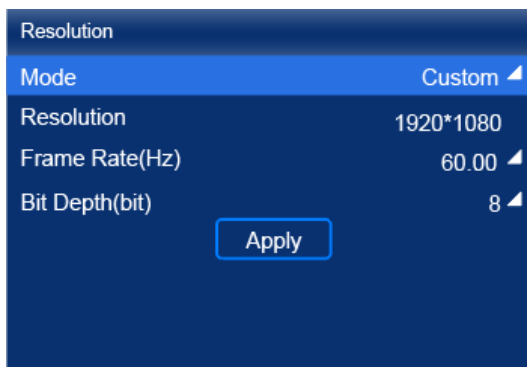 Resolution
Mode Custom
Resolution 1920*1080
Frame Rate(Hz) 60.00
Bit Depth(bit) 8
Apply